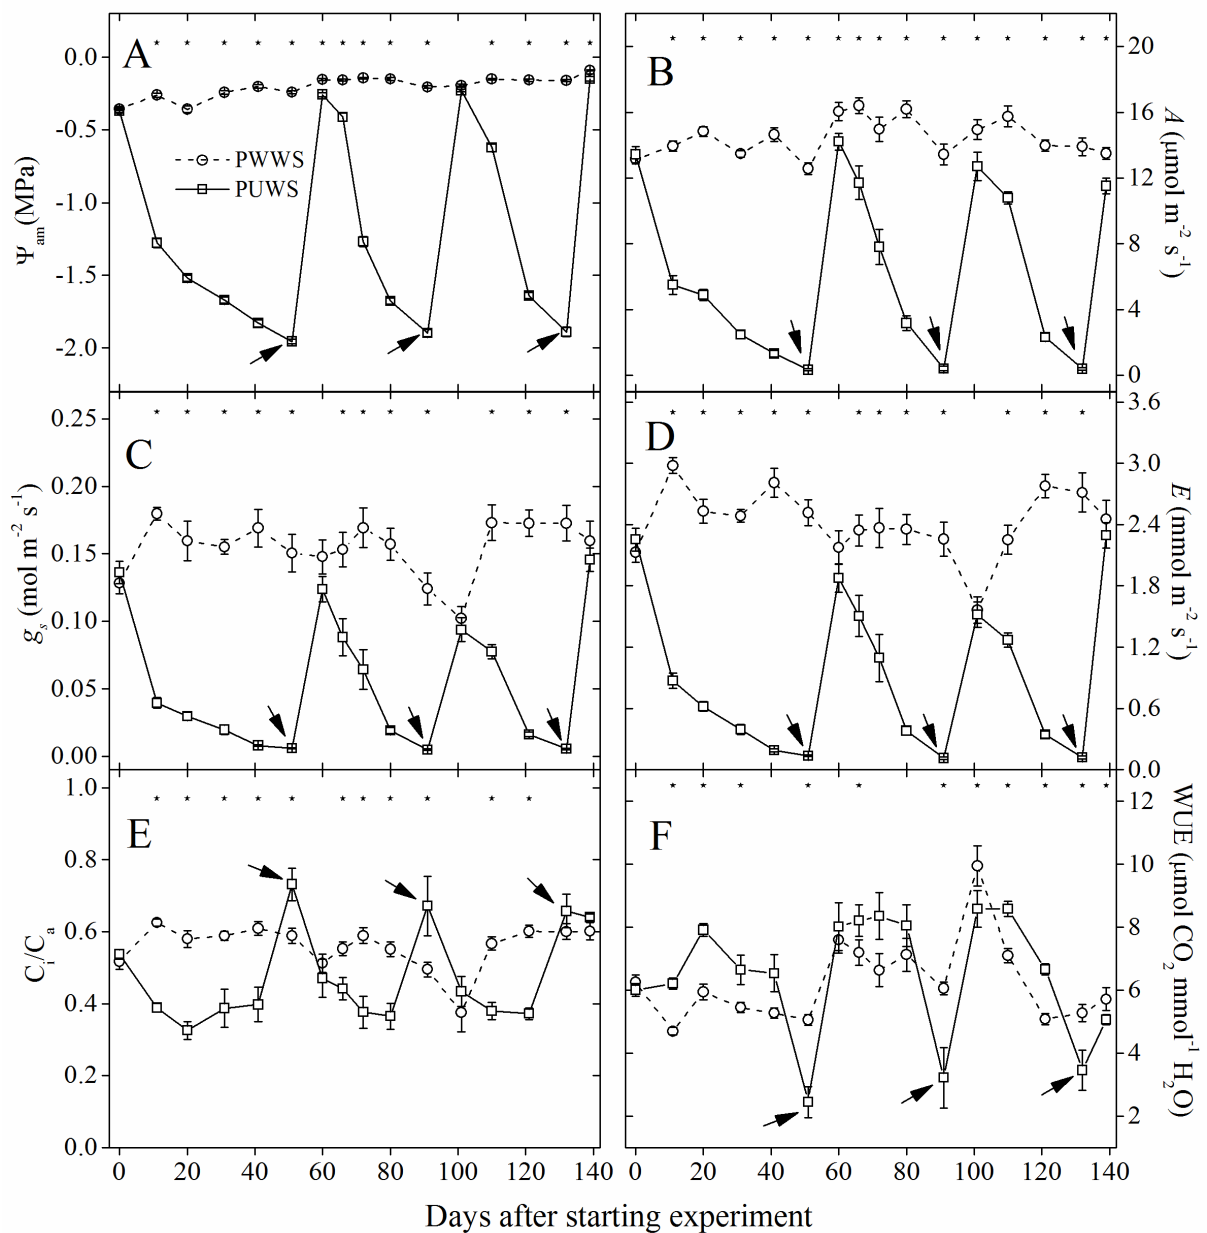 A
B
0.0
-0.5
-1.0
-1.5
-2.0
Ψam (MPa)
PWWS
PUWS
20
16
12
8
4
0
A (μmol m-2 s-1)
C
D
0.25
0.20
0.15
0.10
0.05
0.00
gs (mol m-2 s-1)
3.6
3.0
2.4
1.8
1.2
0.6
0.0
E (mmol m-2 s-1)
E
F
1.0
0.8
0.6
0.4
0.2
0.0
Ci/Ca
12
10
8
6
4
2
WUE (μmol CO2 mmol-1 H2O)
0 20 40 60 80 100 120 140 0 20 40 60 80 100 120 140
Days after starting experiment